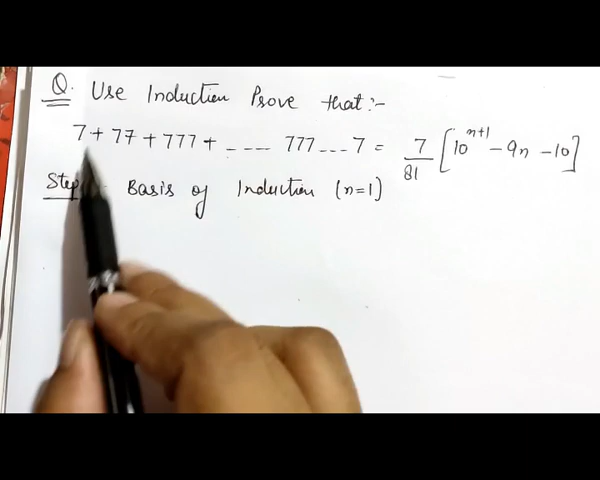 Q. Use Induction Prove that:-
7 + 77 + 777 + ---- 777---7 = 7/81 [10^{n+1} - 9n - 10]
Step Basis of Induction (n=1)